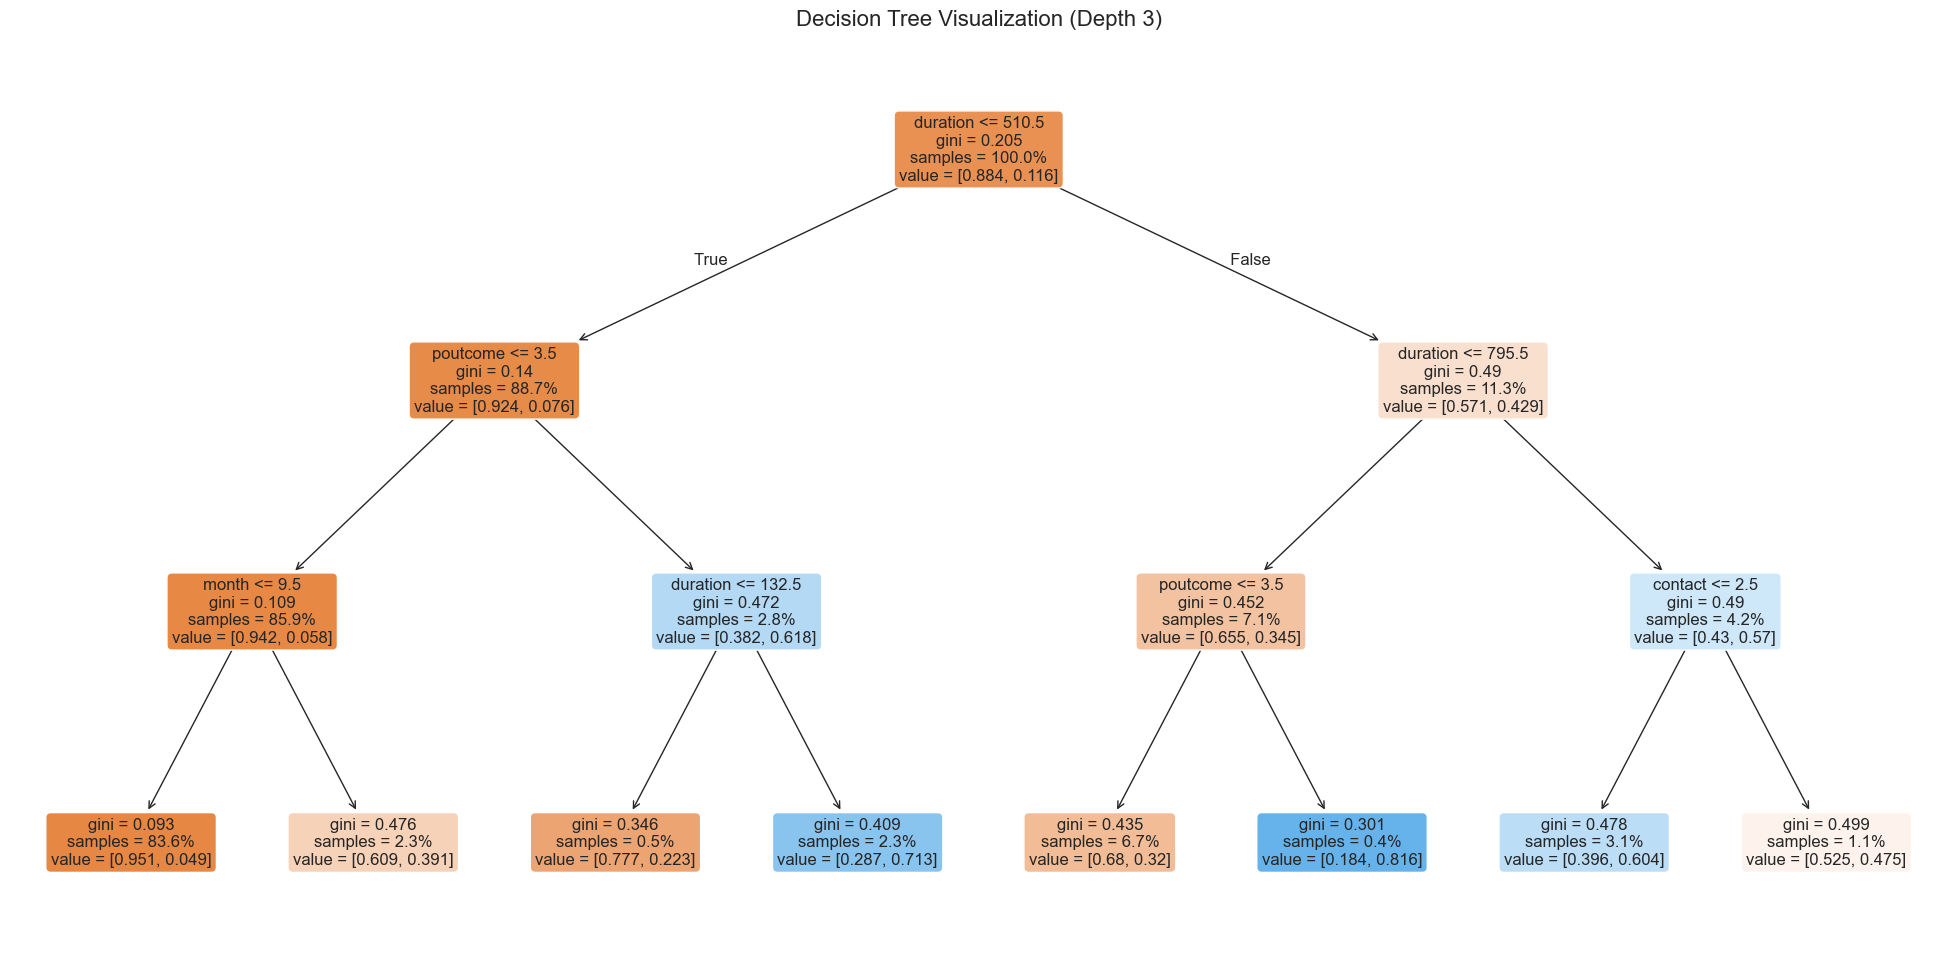 Decision Tree Visualization (Depth 3)
duration <= 510.5
gini = 0.205
samples = 100.0%
value = [0.884, 0.116]
True
False
poutcome <= 3.5
gini = 0.14
samples = 88.7%
value = [0.924, 0.076]
duration <= 795.5
gini = 0.49
samples = 11.3%
value = [0.571, 0.429]
month <= 9.5
gini = 0.109
samples = 85.9%
value = [0.942, 0.058]
duration <= 132.5
gini = 0.472
samples = 2.8%
value = [0.382, 0.618]
poutcome <= 3.5
gini = 0.452
samples = 7.1%
value = [0.655, 0.345]
contact <= 2.5
gini = 0.49
samples = 4.2%
value = [0.43, 0.57]
gini = 0.093
samples = 83.6%
value = [0.951, 0.049]
gini = 0.476
samples = 2.3%
value = [0.609, 0.391]
gini = 0.346
samples = 0.5%
value = [0.777, 0.223]
gini = 0.409
samples = 2.3%
value = [0.287, 0.713]
gini = 0.435
samples = 6.7%
value = [0.68, 0.32]
gini = 0.301
samples = 0.4%
value = [0.184, 0.816]
gini = 0.478
samples = 3.1%
value = [0.396, 0.604]
gini = 0.499
samples = 1.1%
value = [0.525, 0.475]